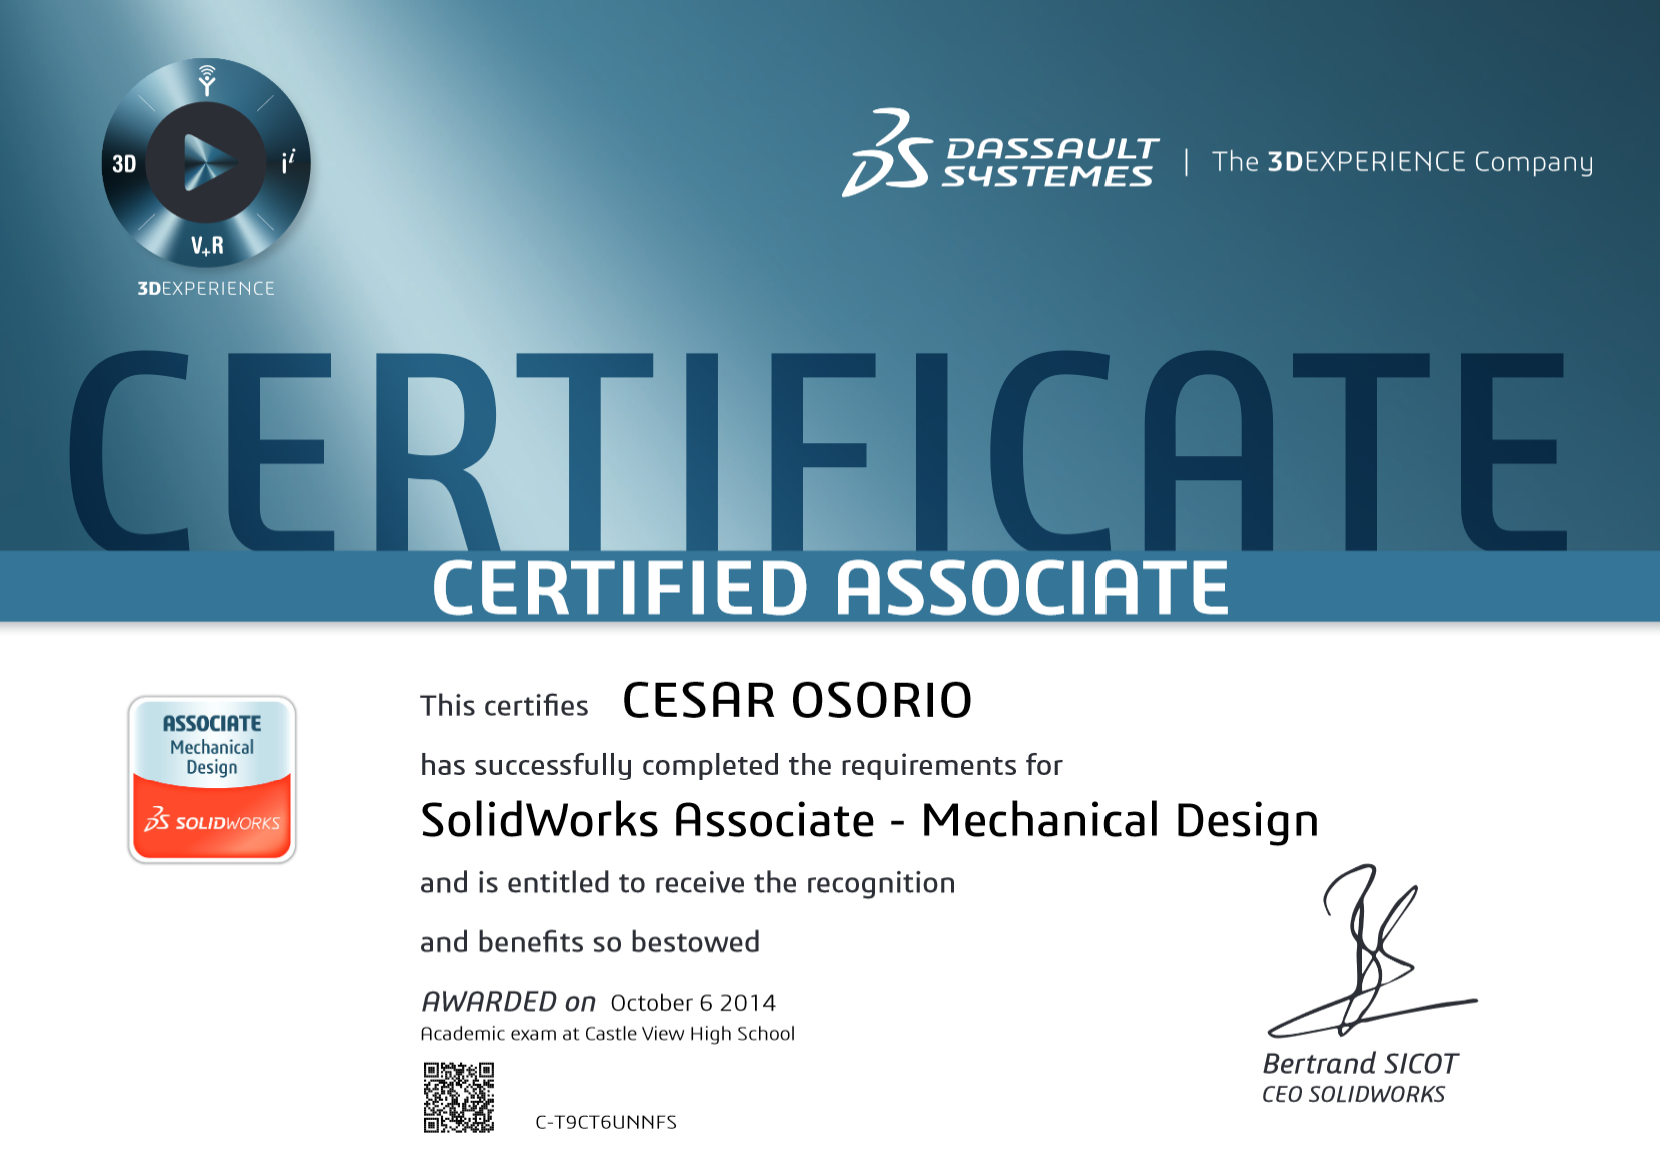 3D
i i
V+R
3DEXPERIENCE
DASSAULT
SYSTEMES
| The 3DEXPERIENCE Company
CERTIFICATE
CERTIFIED ASSOCIATE
ASSOCIATE
Mechanical
Design
SOLIDWORKS
This certifies CESAR OSORIO
has successfully completed the requirements for
SolidWorks Associate - Mechanical Design
and is entitled to receive the recognition
and benefits so bestowed
AWARDED on October 6 2014
Academic exam at Castle View High School
C-T9CT6UNNFS
Bertrand SICOT
CEO SOLIDWORKS